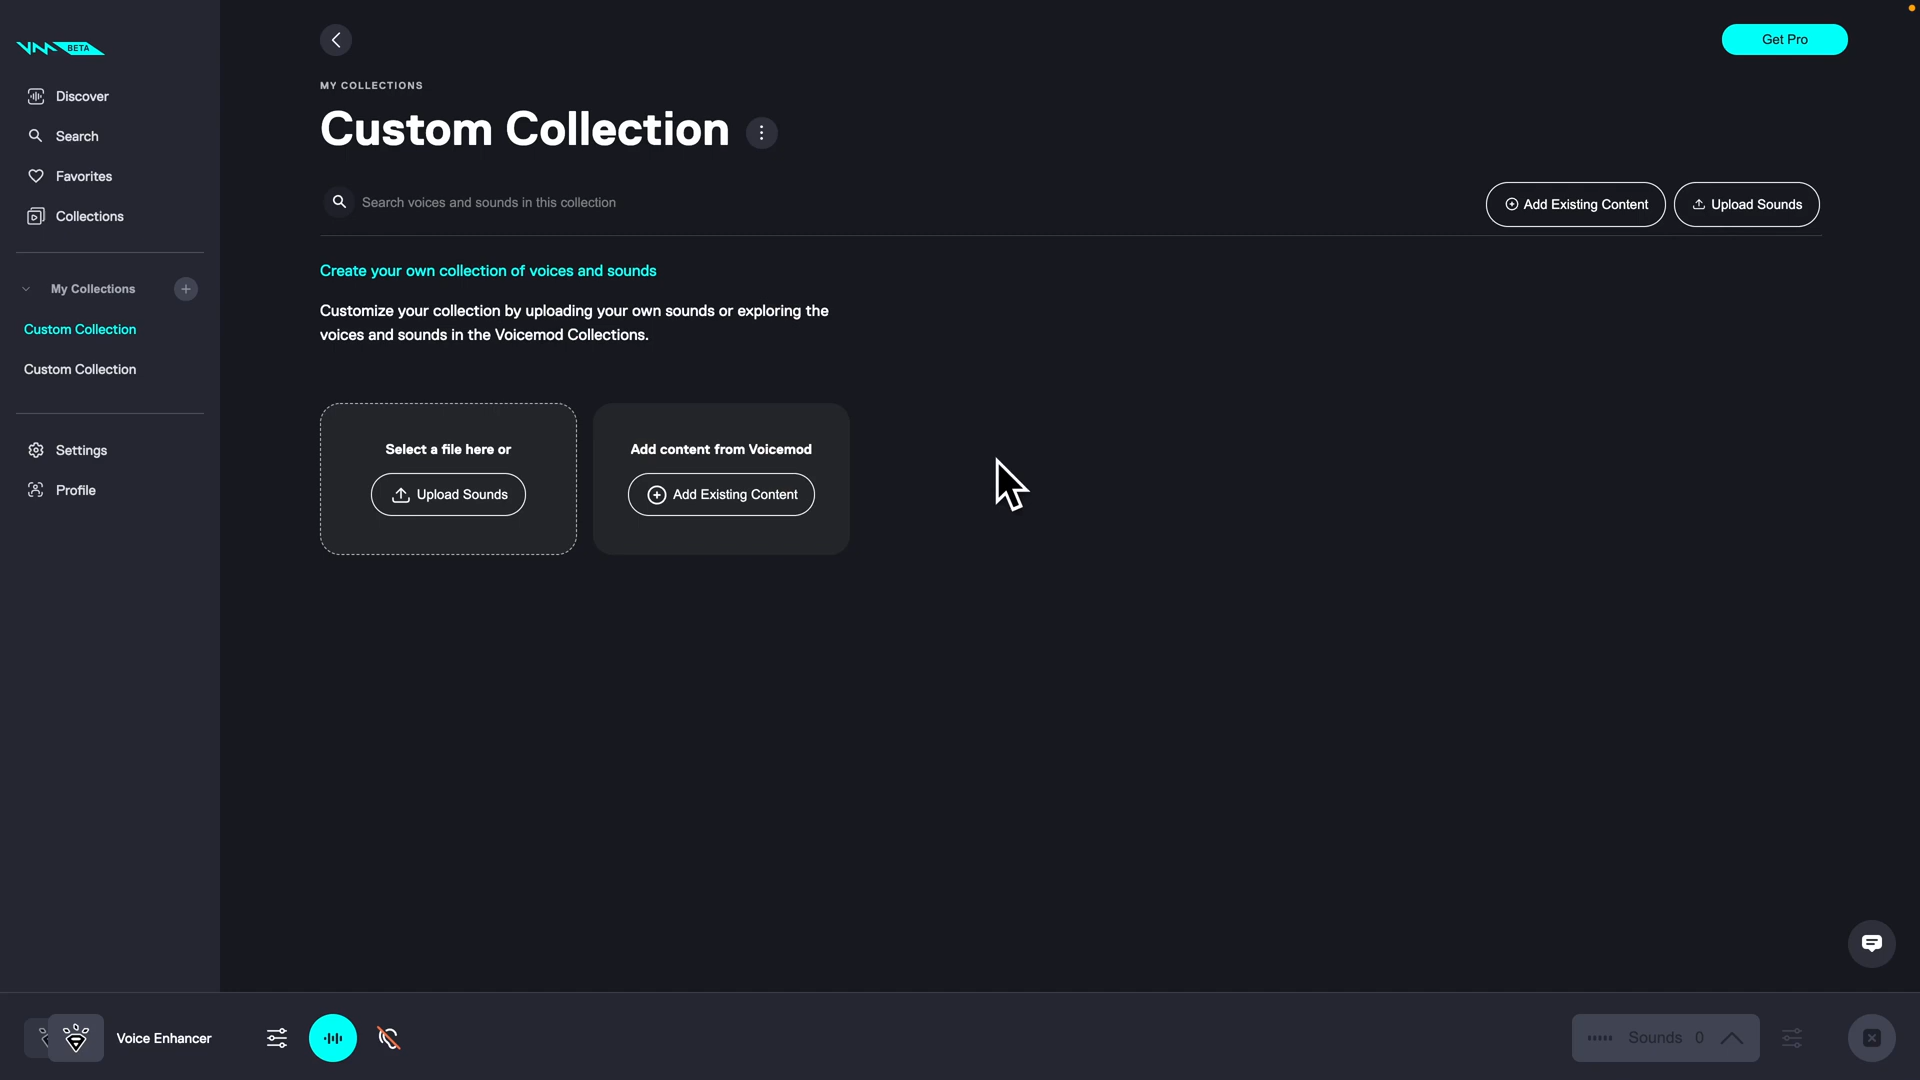 BETA
Discover
Search
Favorites
Collections
My Collections
Custom Collection
Custom Collection
Settings
Profile
Get Pro
MY COLLECTIONS
Custom Collection
Search voices and sounds in this collection
Add Existing Content
Upload Sounds
Create your own collection of voices and sounds
Customize your collection by uploading your own sounds or exploring the
voices and sounds in the Voicemod Collections.
Select a file here or
Upload Sounds
Add content from Voicemod
Add Existing Content
Voice Enhancer
Sounds 0